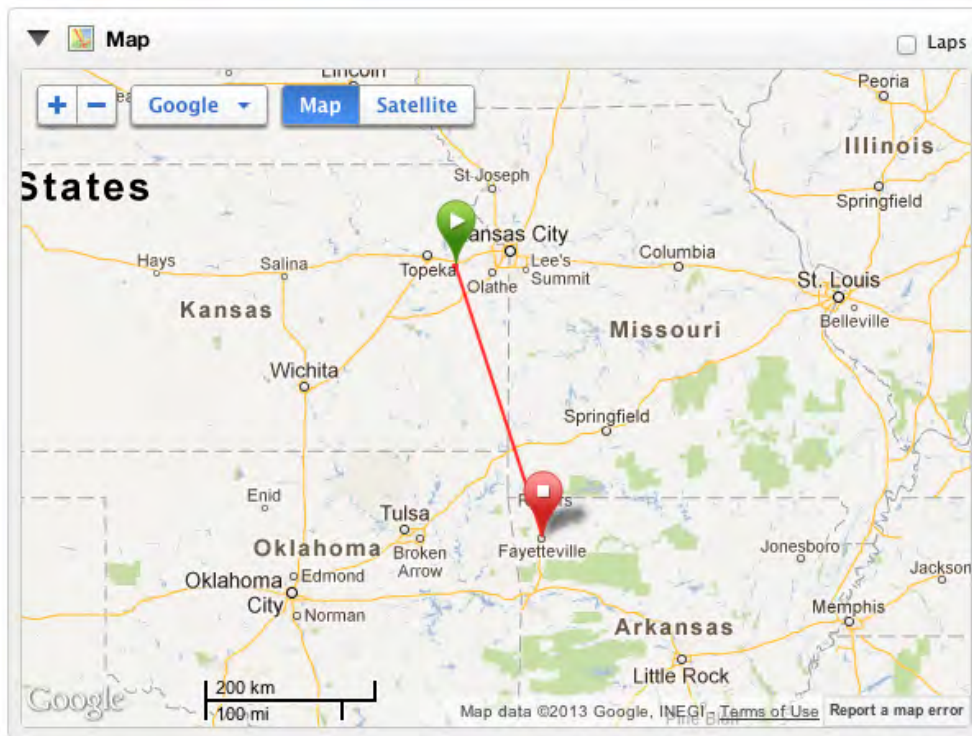 Map
Laps
+ −
Google
Map
Satellite
Lincoln
Peoria
Illinois
States
St Joseph
Springfield
Kansas City
Columbia
Hays
Salina
Topeka
Lee's
Summit
Olathe
St. Louis
Kansas
Belleville
Missouri
Wichita
Springfield
Enid
Tulsa
Fayetteville
Broken
Arrow
Oklahoma
Jonesboro
Jackson
Oklahoma
City
Edmond
Norman
Memphis
Arkansas
Little Rock
Google
200 km
100 mi
Map data ©2013 Google, INEGI - Terms of Use
Report a map error